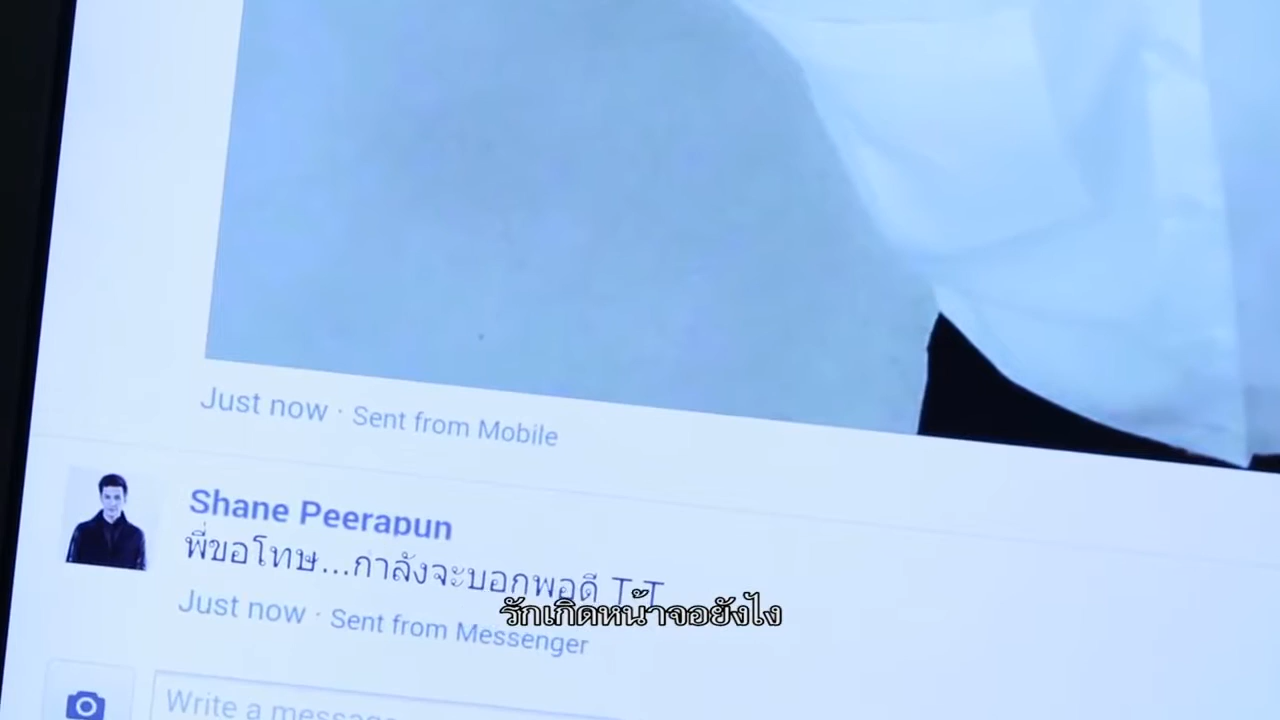 Just now · Sent from Mobile
Shane Peerapun
พี่ขอโทษ...กำลังจะบอกพอดี T-T
รักเกิดหน้าจอยังไง
Just now · Sent from Messenger
Write a message